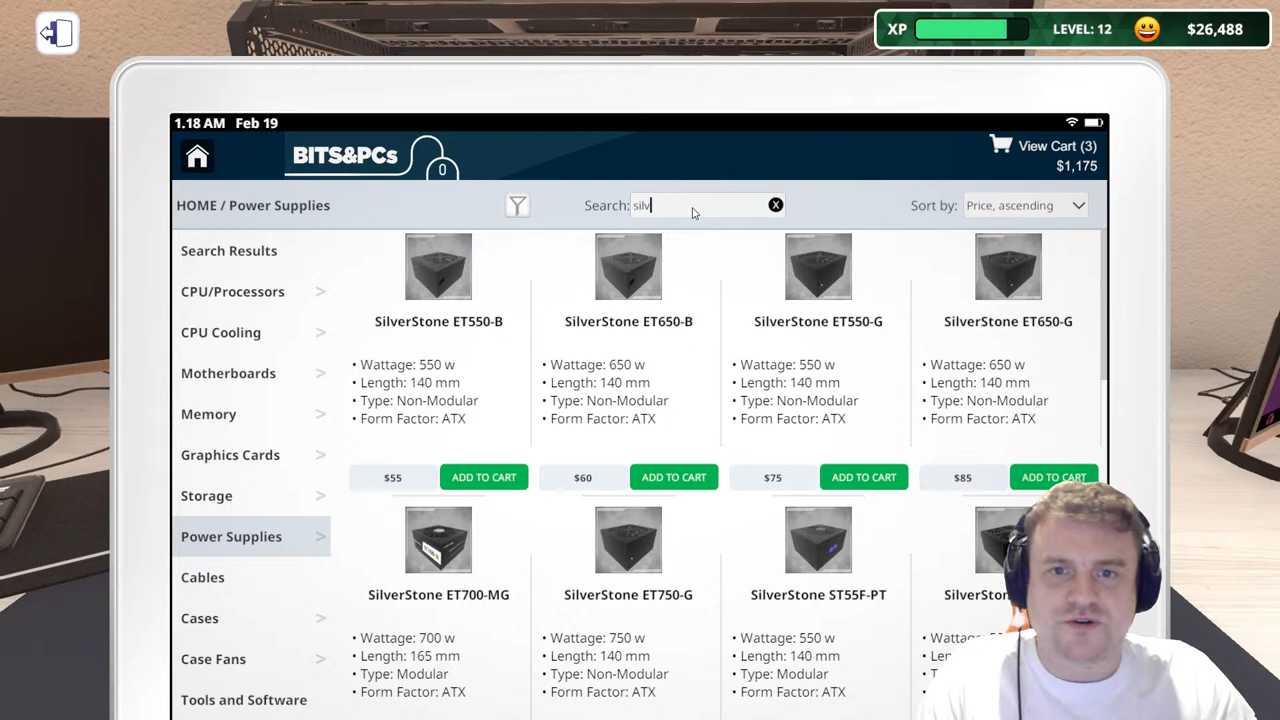 XP LEVEL: 12 $26,488
1.18 AM Feb 19
BITS&PCs 0 View Cart (3)
$1,175
HOME / Power Supplies Search: silv X Sort by: Price, ascending
Search Results
CPU/Processors >
CPU Cooling >
Motherboards >
Memory >
Graphics Cards >
Storage >
Power Supplies >
Cables
Cases >
Case Fans >
Tools and Software
SilverStone ET550-B
• Wattage: 550 w
• Length: 140 mm
• Type: Non-Modular
• Form Factor: ATX
$55 ADD TO CART
SilverStone ET650-B
• Wattage: 650 w
• Length: 140 mm
• Type: Non-Modular
• Form Factor: ATX
$60 ADD TO CART
SilverStone ET550-G
• Wattage: 550 w
• Length: 140 mm
• Type: Non-Modular
• Form Factor: ATX
$75 ADD TO CART
SilverStone ET650-G
• Wattage: 650 w
• Length: 140 mm
• Type: Non-Modular
• Form Factor: ATX
$85 ADD TO CART
SilverStone ET700-MG
• Wattage: 700 w
• Length: 165 mm
• Type: Modular
• Form Factor: ATX
SilverStone ET750-G
• Wattage: 750 w
• Length: 140 mm
• Type: Non-Modular
• Form Factor: ATX
SilverStone ST55F-PT
• Wattage: 550 w
• Length: 140 mm
• Type: Modular
• Form Factor: ATX